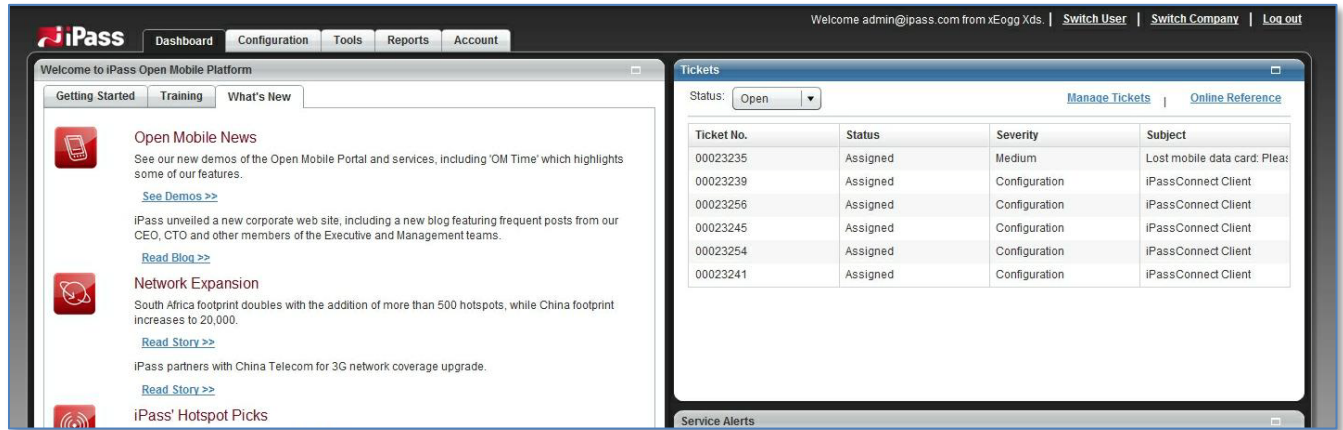 Welcome admin@ipass.com from xEogg Xds. | Switch User | Switch Company | Log out
iPass
Dashboard Configuration Tools Reports Account
Welcome to iPass Open Mobile Platform
Getting Started Training What's New
Open Mobile News
See our new demos of the Open Mobile Portal and services, including 'OM Time' which highlights
some of our features.
See Demos >>
iPass unveiled a new corporate web site, including a new blog featuring frequent posts from our
CEO, CTO and other members of the Executive and Management teams.
Read Blog >>
Network Expansion
South Africa footprint doubles with the addition of more than 500 hotspots, while China footprint
increases to 20,000.
Read Story >>
iPass partners with China Telecom for 3G network coverage upgrade.
Read Story >>
iPass' Hotspot Picks
Tickets
Status: Open Manage Tickets | Online Reference
Ticket No. Status Severity Subject
00023235 Assigned Medium Lost mobile data card: Pleas
00023239 Assigned Configuration iPassConnect Client
00023256 Assigned Configuration iPassConnect Client
00023245 Assigned Configuration iPassConnect Client
00023254 Assigned Configuration iPassConnect Client
00023241 Assigned Configuration iPassConnect Client
Service Alerts